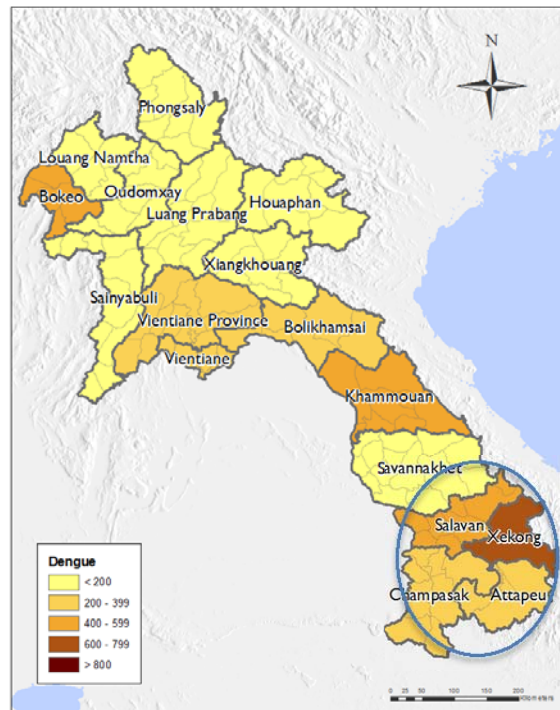 N
Phongsaly
Louang Namtha
Bokeo
Oudomxay
Luang Prabang
Houaphan
Xiangkhouang
Sainyabuli
Vientiane Province
Bolikhamsai
Vientiane
Khammouan
Savannakhet
Salavan
Xekong
Champasak
Attapeu
Dengue
< 200
200 - 399
400 - 599
600 - 799
> 800
0 25 50 100 150 200
Kilometers